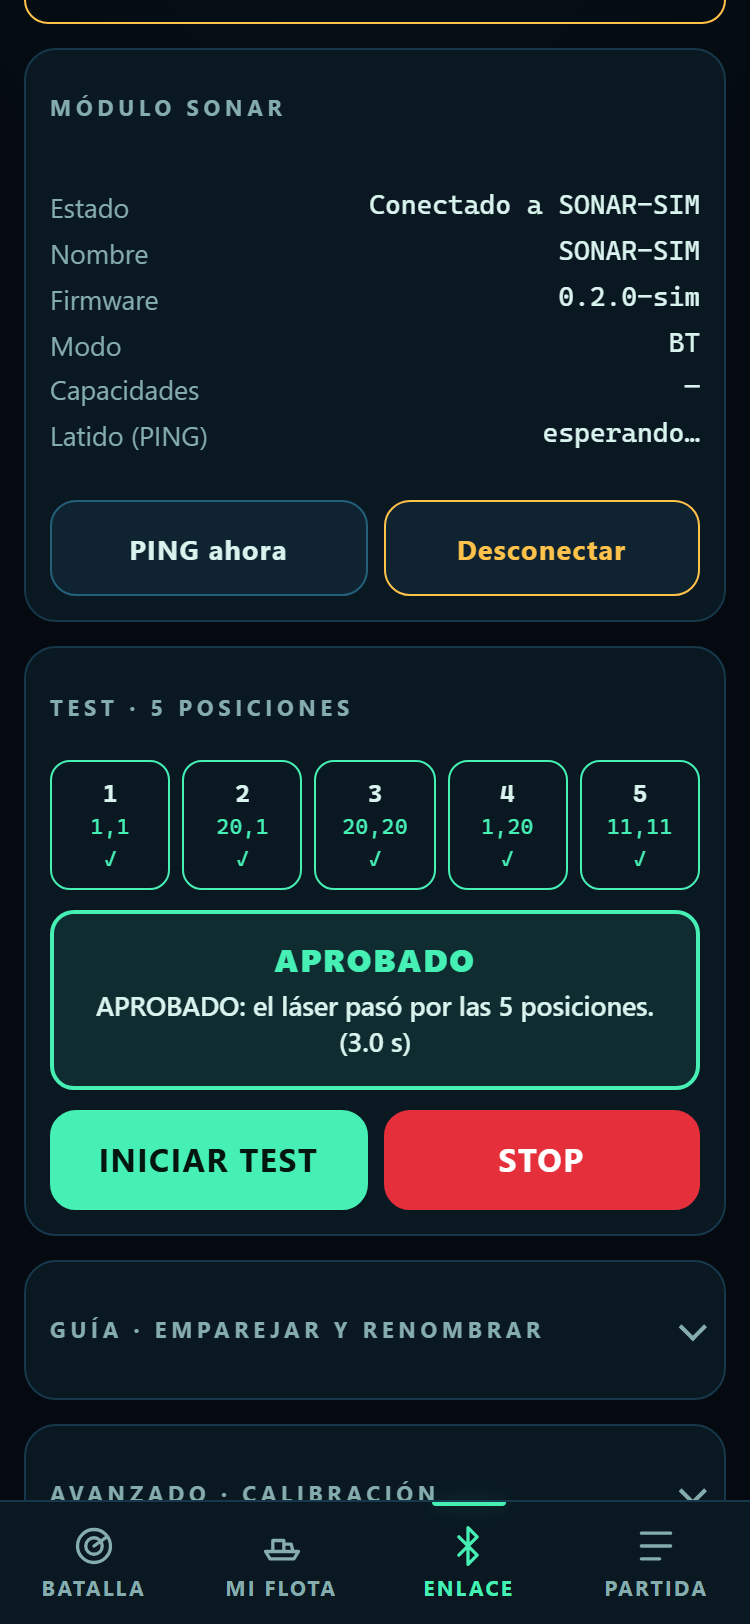 MÓDULO SONAR
Estado Conectado a SONAR-SIM
Nombre SONAR-SIM
Firmware 0.2.0-sim
Modo BT
Capacidades —
Latido (PING) esperando…
PING ahora Desconectar
TEST · 5 POSICIONES
1 2 3 4 5
1,1 20,1 20,20 1,20 11,11
✓ ✓ ✓ ✓ ✓
APROBADO
APROBADO: el láser pasó por las 5 posiciones.
(3.0 s)
INICIAR TEST STOP
GUÍA · EMPAREJAR Y RENOMBRAR
AVANZADO · CALIBRACIÓN
BATALLA MI FLOTA ENLACE PARTIDA